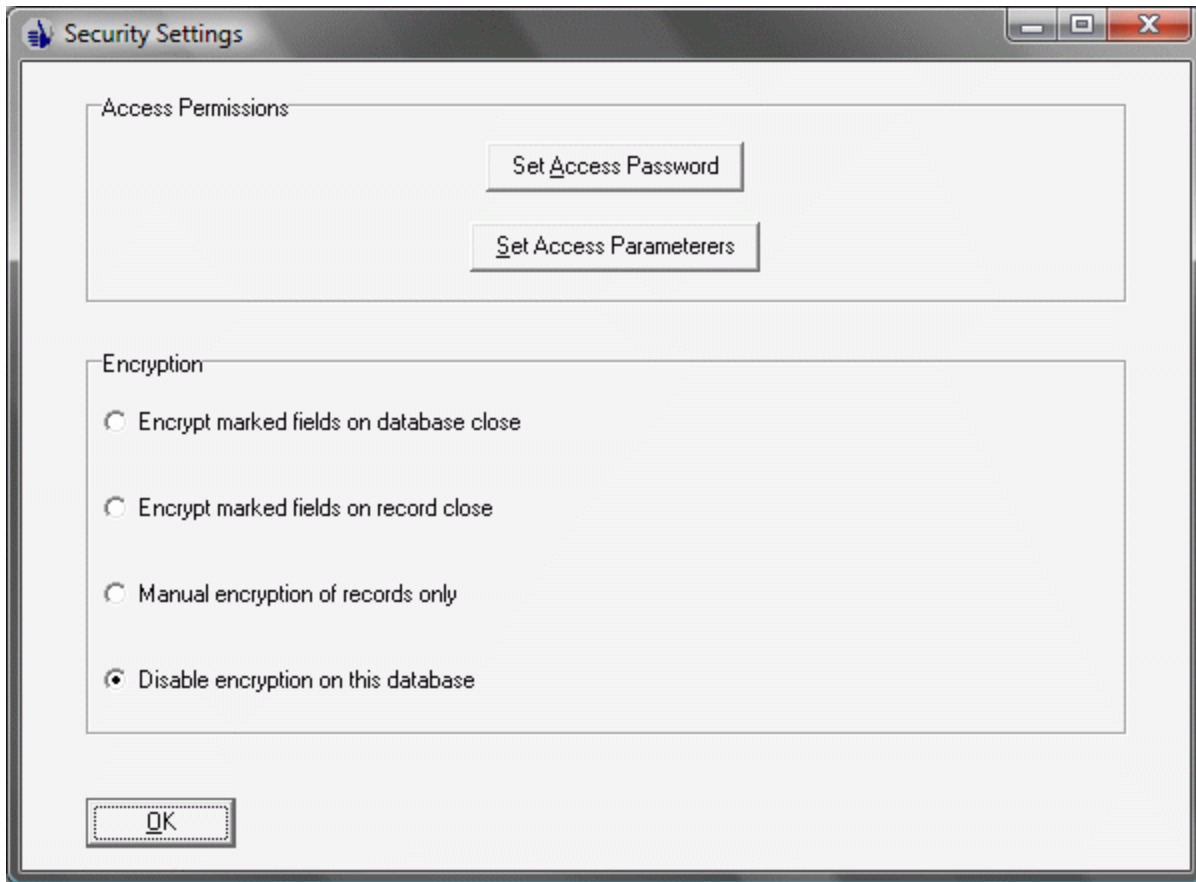 Security Settings
Access Permissions
Set Access Password
Set Access Parameterers
Encryption
Encrypt marked fields on database close
Encrypt marked fields on record close
Manual encryption of records only
Disable encryption on this database
OK